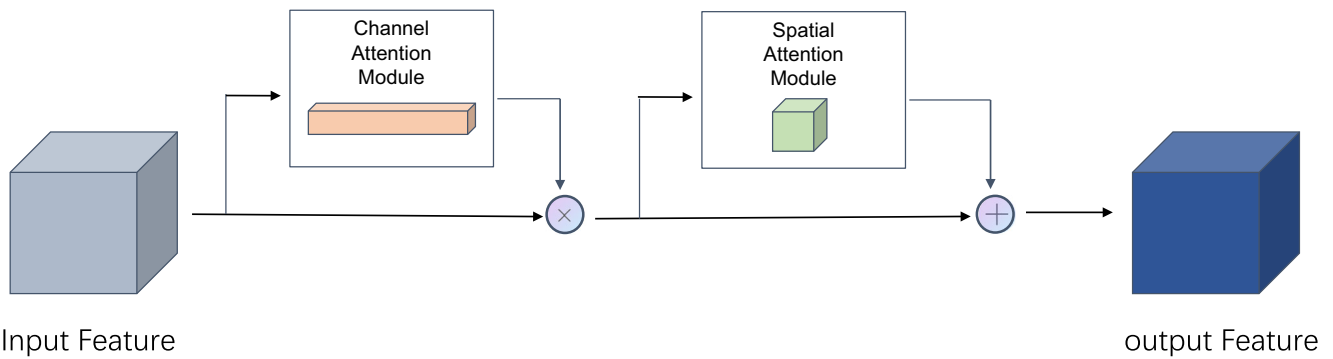 Channel
Attention
Module
Spatial
Attention
Module
Input Feature
output Feature